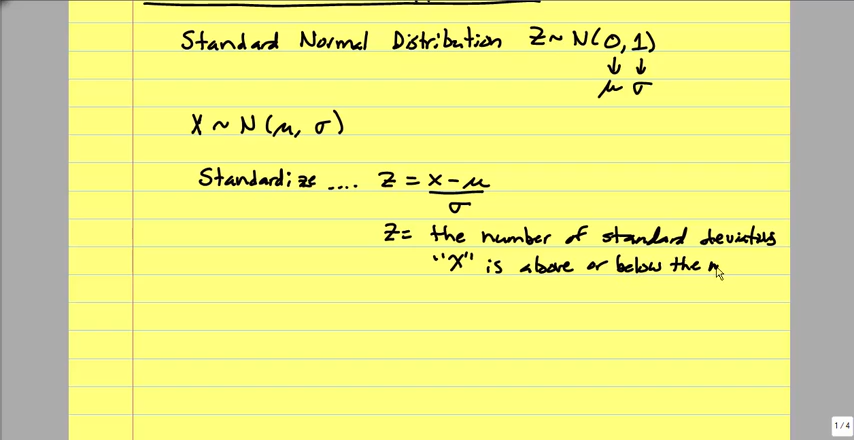 Standard Normal Distribution Z ~ N(0, 1)
↓ ↓
μ σ
X ~ N(μ, σ)
Standardize .... Z = x - μ
σ
Z = the number of standard deviations
"X" is above or below the
1 / 4